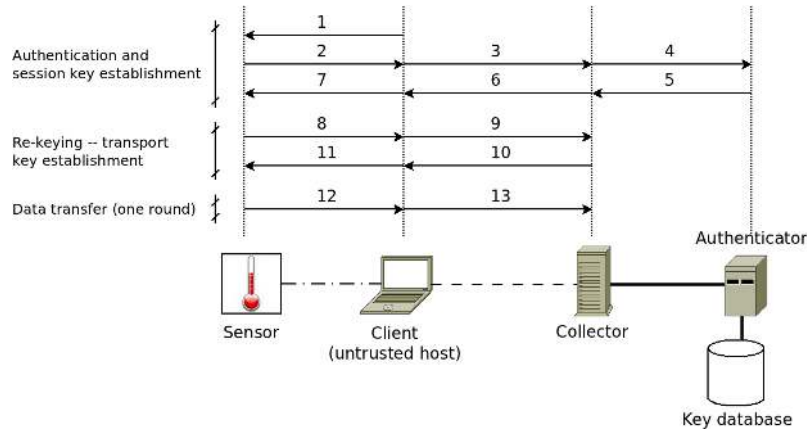 1
Authentication and
session key establishment
2 3 4
7 6 5
Re-keying -- transport
key establishment
8 9
11 10
Data transfer (one round)
12 13
Authenticator
Sensor
Client
(untrusted host)
Collector
Key database